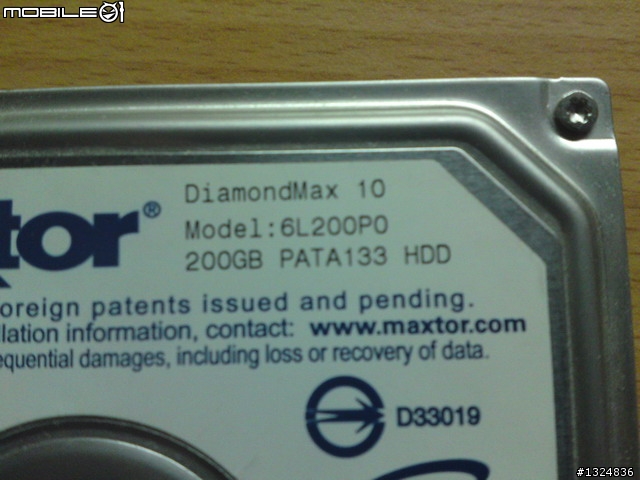 MOBILE01
DiamondMax 10
Model:6L200P0
tor®
200GB PATA133 HDD
oreign patents issued and pending.
llation information, contact: www.maxtor.com
equential damages, including loss or recovery of data.
D33019
#1324836